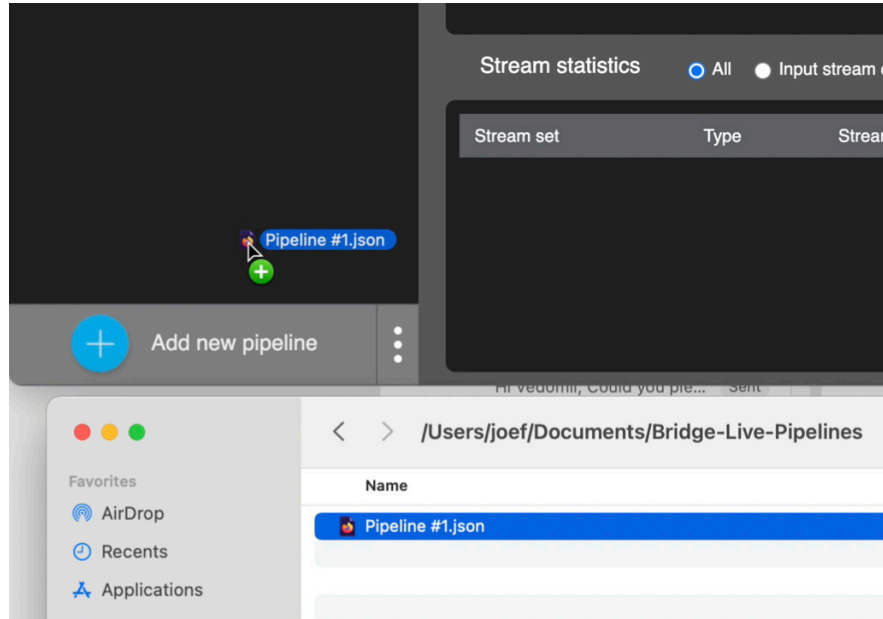 Stream statistics
All
Input stream
Stream set
Type
Pipeline #1.json
Add new pipeline
Sent
/Users/joef/Documents/Bridge-Live-Pipelines
Favorites
Name
AirDrop
Pipeline #1.json
Recents
Applications